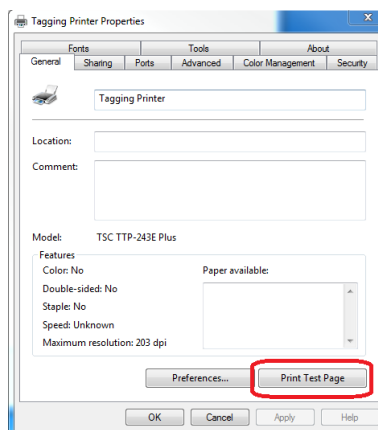 Tagging Printer Properties
x
Fonts Tools About
General Sharing Ports Advanced Color Management Security
Tagging Printer
Location:
Comment:
Model: TSC TTP-243E Plus
Features
Color: No Paper available:
Double-sided: No
Staple: No
Speed: Unknown
Maximum resolution: 203 dpi
Preferences... Print Test Page
OK Cancel Apply Help